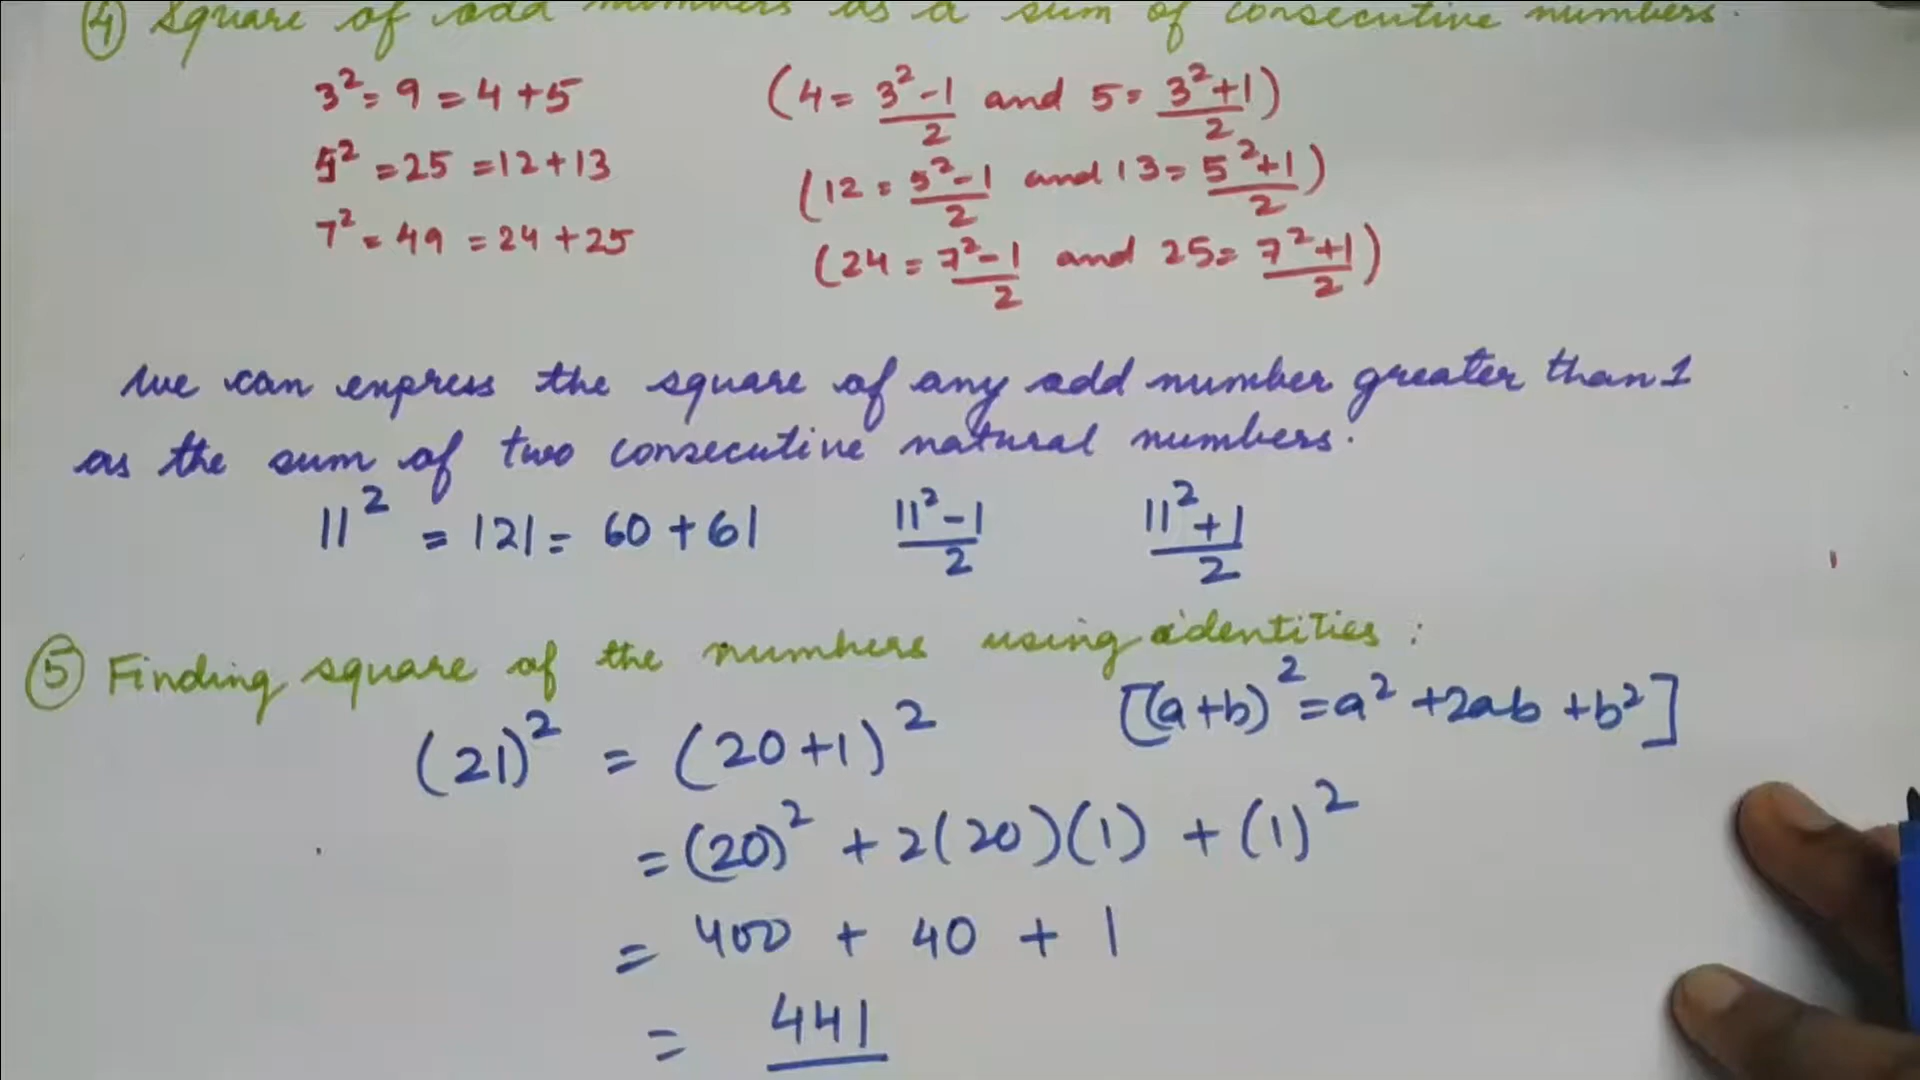 ④ Square of odd numbers as a sum of consecutive numbers.
3² = 9 = 4 + 5 (4 = 3²-1/2 and 5 = 3²+1/2)
5² = 25 = 12 + 13 (12 = 5²-1/2 and 13 = 5²+1/2)
7² = 49 = 24 + 25 (24 = 7²-1/2 and 25 = 7²+1/2)
We can express the square of any odd number greater than 1
as the sum of two consecutive natural numbers.
11² = 121 = 60 + 61 11²-1/2 11²+1/2
⑤ Finding square of the numbers using identities :
(21)² = (20+1)² [(a+b)² = a² + 2ab + b²]
= (20)² + 2(20)(1) + (1)²
= 400 + 40 + 1
= 441